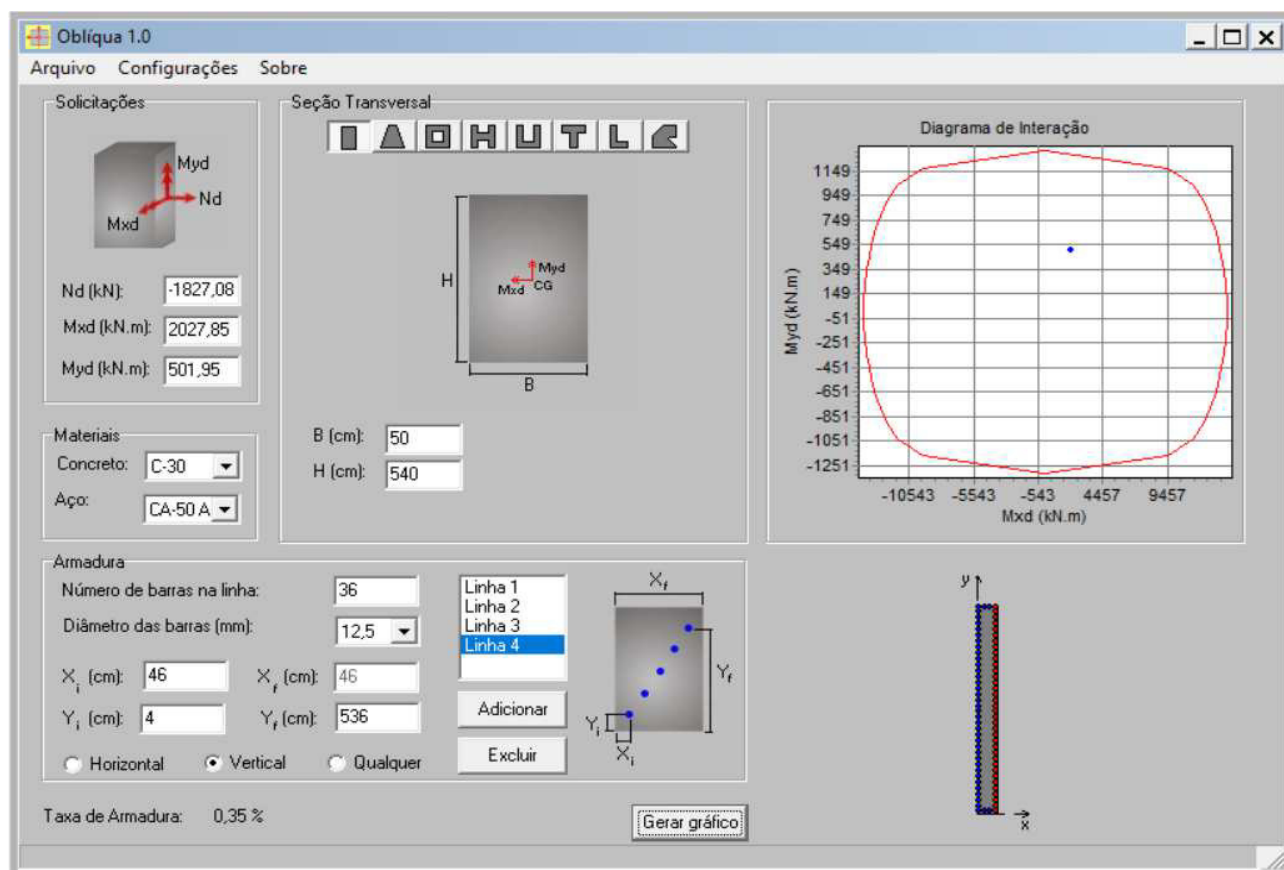 Oblíqua 1.0
Arquivo Configurações Sobre
Solicitações
Myd
Nd
Mxd
Nd (kN): -1827,08
Mxd (kN.m): 2027,85
Myd (kN.m): 501,95
Materiais
Concreto: C-30
Aço: CA-50 A
Seção Transversal
H
Myd
Mxd CG
B
B (cm): 50
H (cm): 540
Diagrama de Interação
Myd (kN.m)
1149
949
749
549
349
149
-51
-251
-451
-651
-851
-1051
-1251
-10543 -5543 -543 4457 9457
Mxd (kN.m)
Armadura
Número de barras na linha: 36
Diâmetro das barras (mm): 12,5
Xi (cm): 46 Xf (cm): 46
Yi (cm): 4 Yf (cm): 536
Horizontal Vertical Qualquer
Linha 1
Linha 2
Linha 3
Linha 4
Adicionar
Excluir
Xf
Yf
Yi
Xi
y
x
Taxa de Armadura: 0,35 %
Gerar gráfico